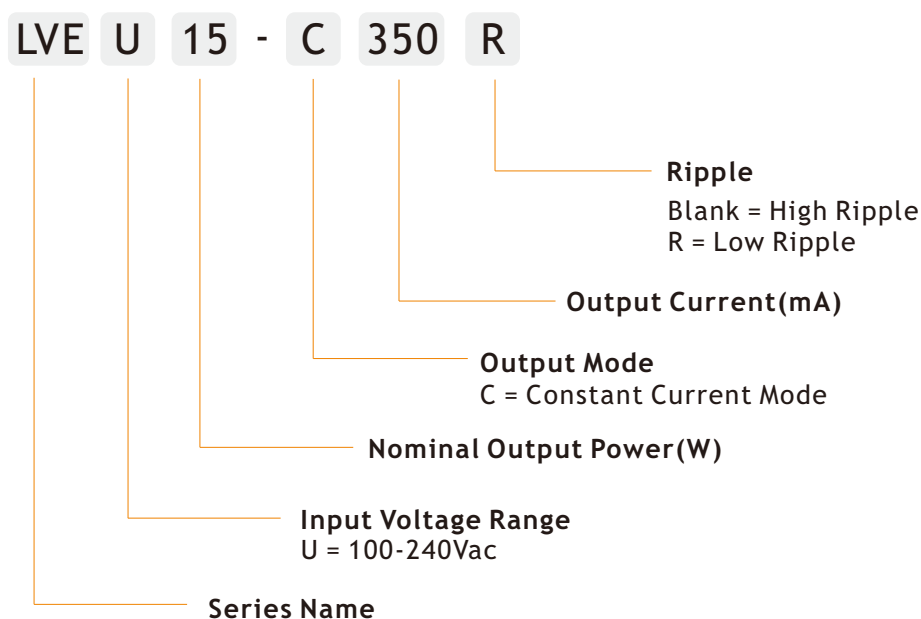 LVE U 15 - C 350 R
Ripple
Blank = High Ripple
R = Low Ripple
Output Current(mA)
Output Mode
C = Constant Current Mode
Nominal Output Power(W)
Input Voltage Range
U = 100-240Vac
Series Name